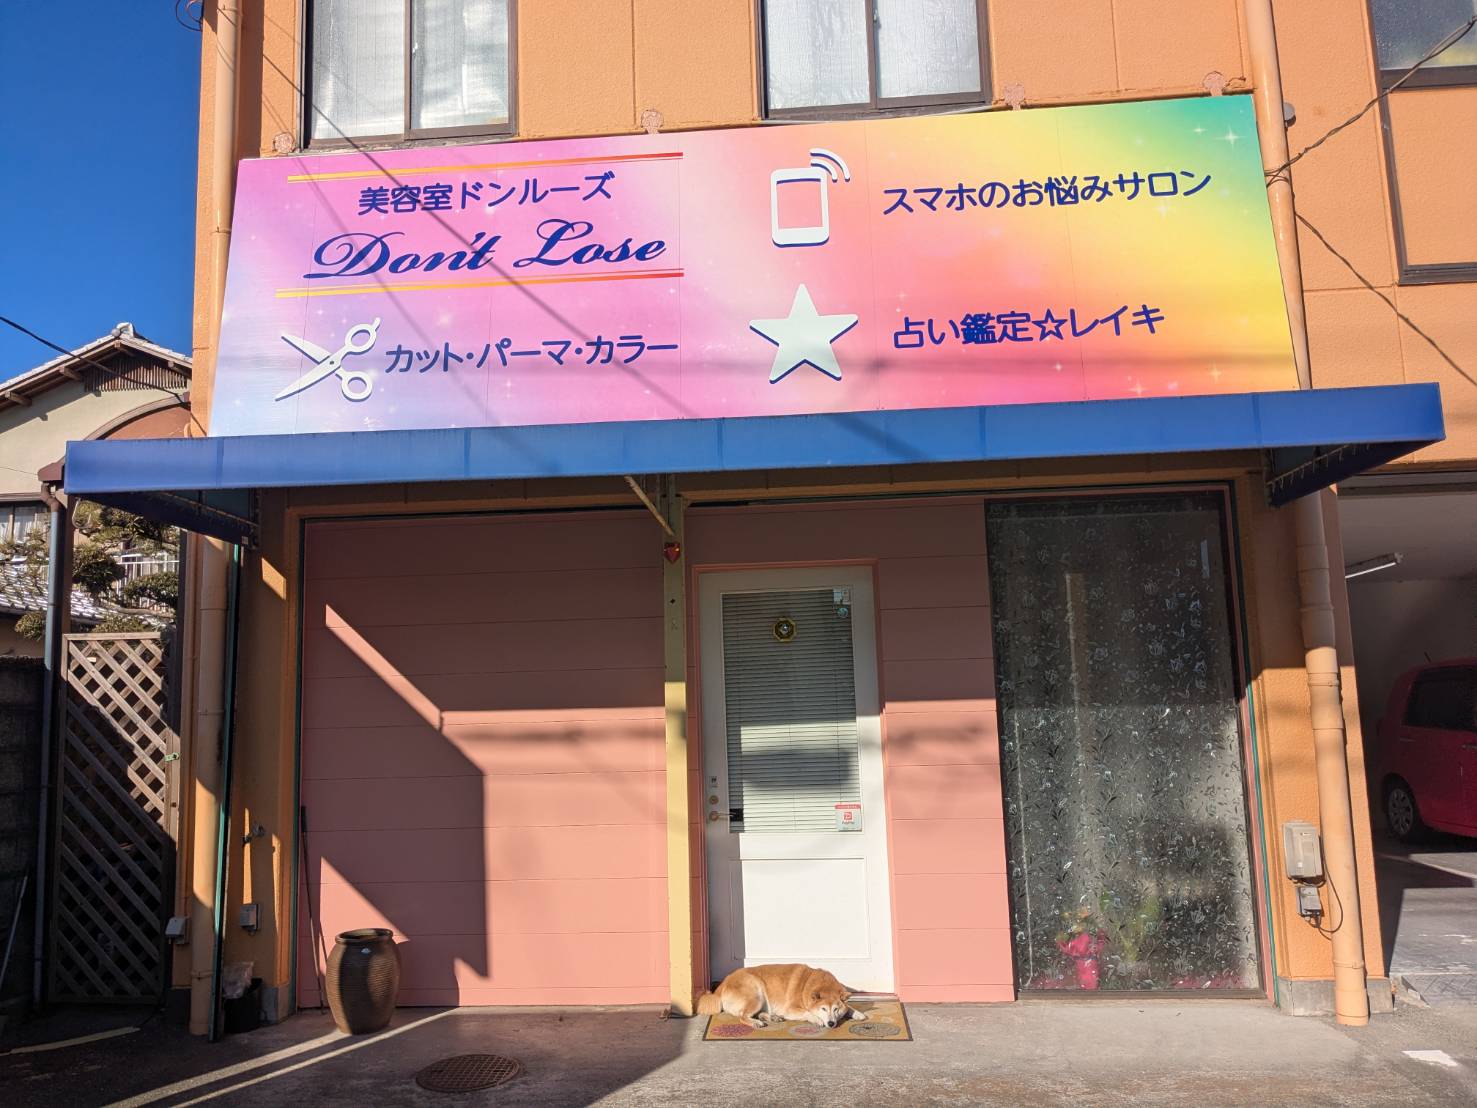 美容室ドンルーズ
Don't Lose
カット・パーマ・カラー
スマホのお悩みサロン
占い鑑定☆レイキ
PayPay